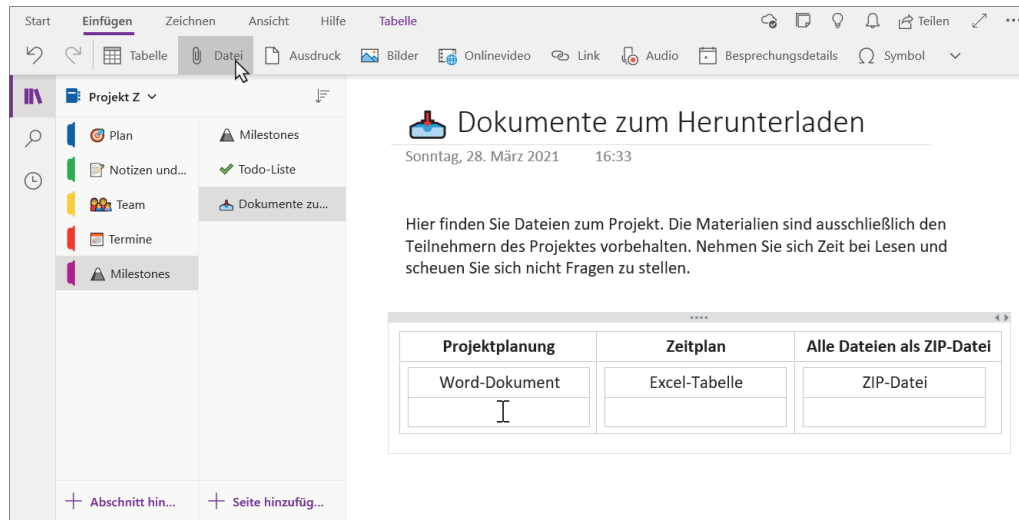 Start Einfügen Zeichnen Ansicht Hilfe Tabelle Teilen
Tabelle Datei Ausdruck Bilder Onlinevideo Link Audio Besprechungsdetails Symbol
Projekt Z
Plan
Notizen und...
Team
Termine
Milestones
Abschnitt hin...
Milestones
Todo-Liste
Dokumente zu...
Seite hinzufüg...
Dokumente zum Herunterladen
Sonntag, 28. März 2021 16:33
Hier finden Sie Dateien zum Projekt. Die Materialien sind ausschließlich den
Teilnehmern des Projektes vorbehalten. Nehmen Sie sich Zeit bei Lesen und
scheuen Sie sich nicht Fragen zu stellen.
Projektplanung Zeitplan Alle Dateien als ZIP-Datei
Word-Dokument Excel-Tabelle ZIP-Datei